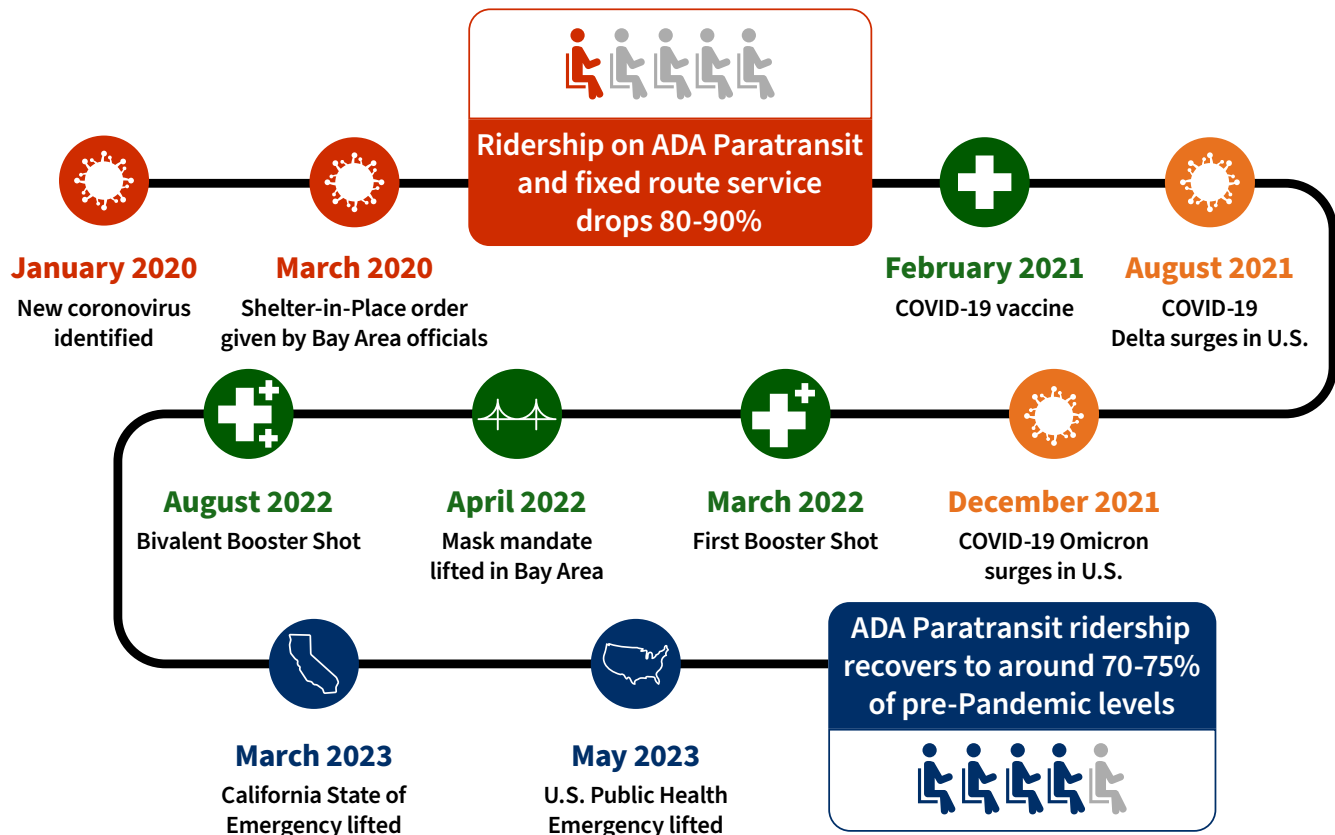 Ridership on ADA Paratransit
and fixed route service
drops 80-90%
January 2020
New coronovirus
identified
March 2020
Shelter-in-Place order
given by Bay Area officials
February 2021
COVID-19 vaccine
August 2021
COVID-19
Delta surges in U.S.
December 2021
COVID-19 Omicron
surges in U.S.
March 2022
First Booster Shot
April 2022
Mask mandate
lifted in Bay Area
August 2022
Bivalent Booster Shot
March 2023
California State of
Emergency lifted
May 2023
U.S. Public Health
Emergency lifted
ADA Paratransit ridership
recovers to around 70-75%
of pre-Pandemic levels